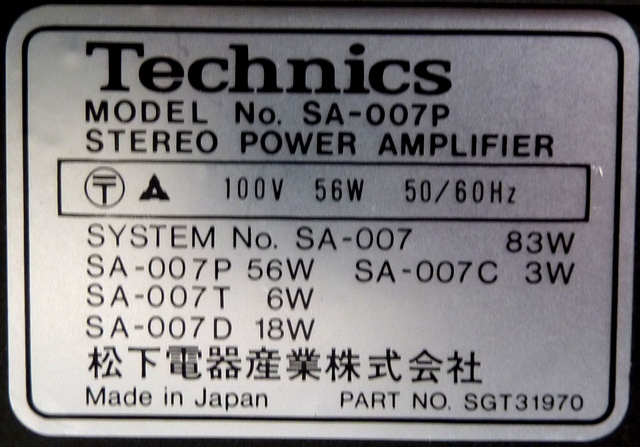 Technics
MODEL No. SA-007P
STEREO POWER AMPLIFIER
〒 100V 56W 50/60Hz
SYSTEM No. SA-007 83W
SA-007P 56W SA-007C 3W
SA-007T 6W
SA-007D 18W
松下電器産業株式会社
Made in Japan PART NO. SGT31970